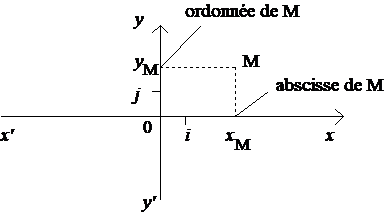 ordonnée de M
y
y_M
M
abscisse de M
j
0
x' i x_M x
y'